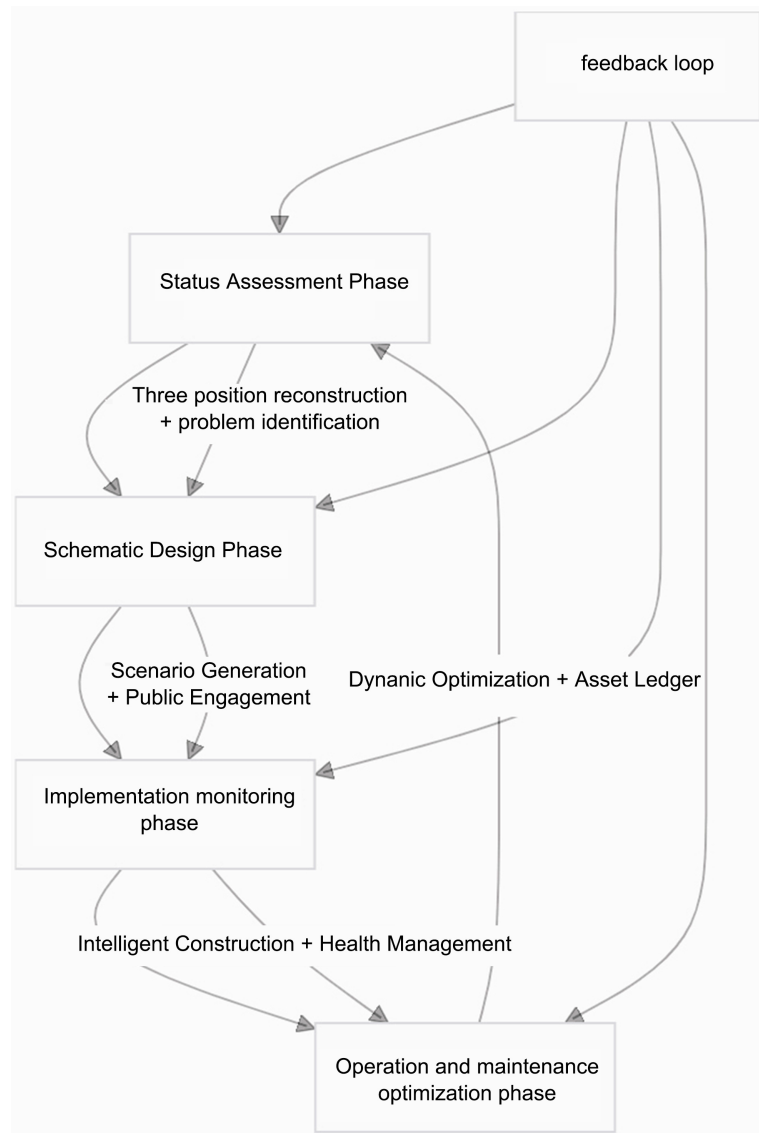 feedback loop
Status Assessment Phase
Three position reconstruction
+ problem identification
Schematic Design Phase
Scenario Generation
+ Public Engagement
Dynanic Optimization + Asset Ledger
Implementation monitoring
phase
Intelligent Construction + Health Management
Operation and maintenance
optimization phase